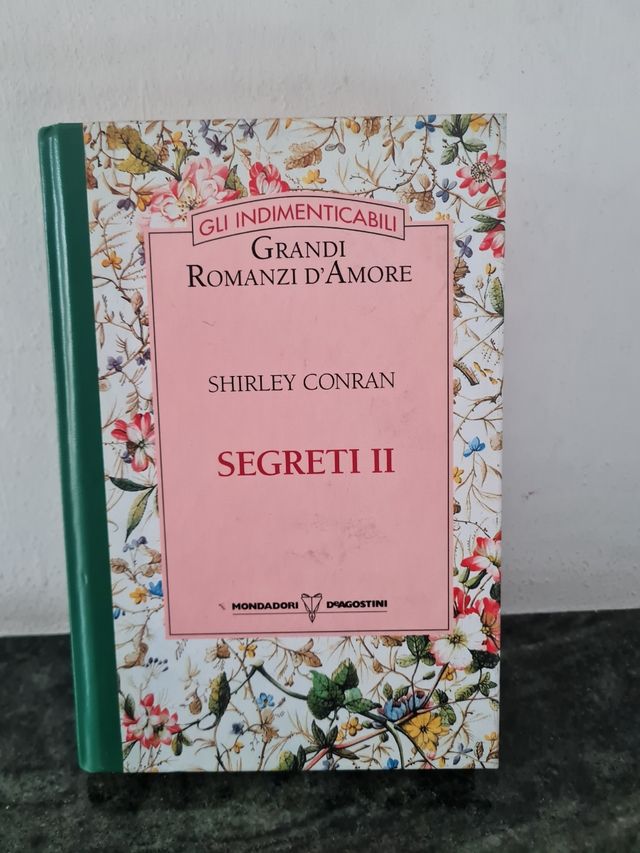 GLI INDIMENTICABILI
GRANDI
ROMANZI D'AMORE
SHIRLEY CONRAN
SEGRETI II
MONDADORI DeAGOSTINI